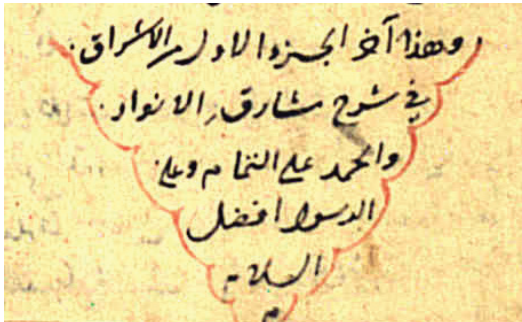 وهذا آخر الجزء الاول من الاشراق
في شرح مشارق الانوار
والحمد على التمام وعلى
الرسول افضل
السلام
م